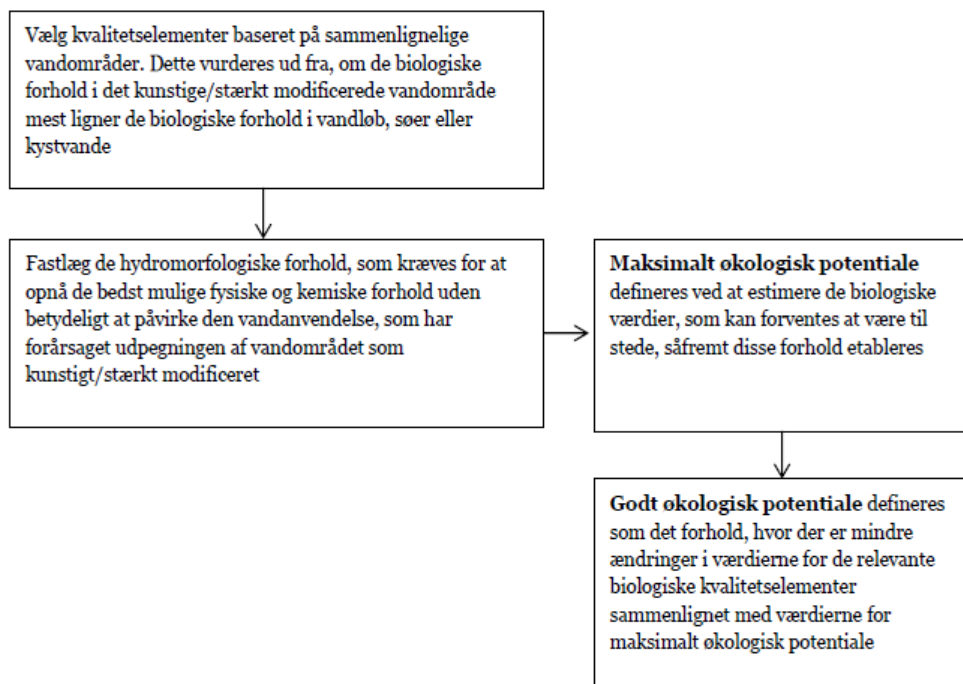 Vælg kvalitetselementer baseret på sammenlignelige
vandområder. Dette vurderes ud fra, om de biologiske
forhold i det kunstige/stærkt modificerede vandområde
mest ligner de biologiske forhold i vandløb, søer eller
kystvande
Fastlæg de hydromorfologiske forhold, som kræves for at
opnå de bedst mulige fysiske og kemiske forhold uden
betydeligt at påvirke den vandanvendelse, som har
forårsaget udpegningen af vandområdet som
kunstigt/stærkt modificeret
Maksimalt økologisk potentiale
defineres ved at estimere de biologiske
værdier, som kan forventes at være til
stede, såfremt disse forhold etableres
Godt økologisk potentiale defineres
som det forhold, hvor der er mindre
ændringer i værdierne for de relevante
biologiske kvalitetselementer
sammenlignet med værdierne for
maksimalt økologisk potentiale